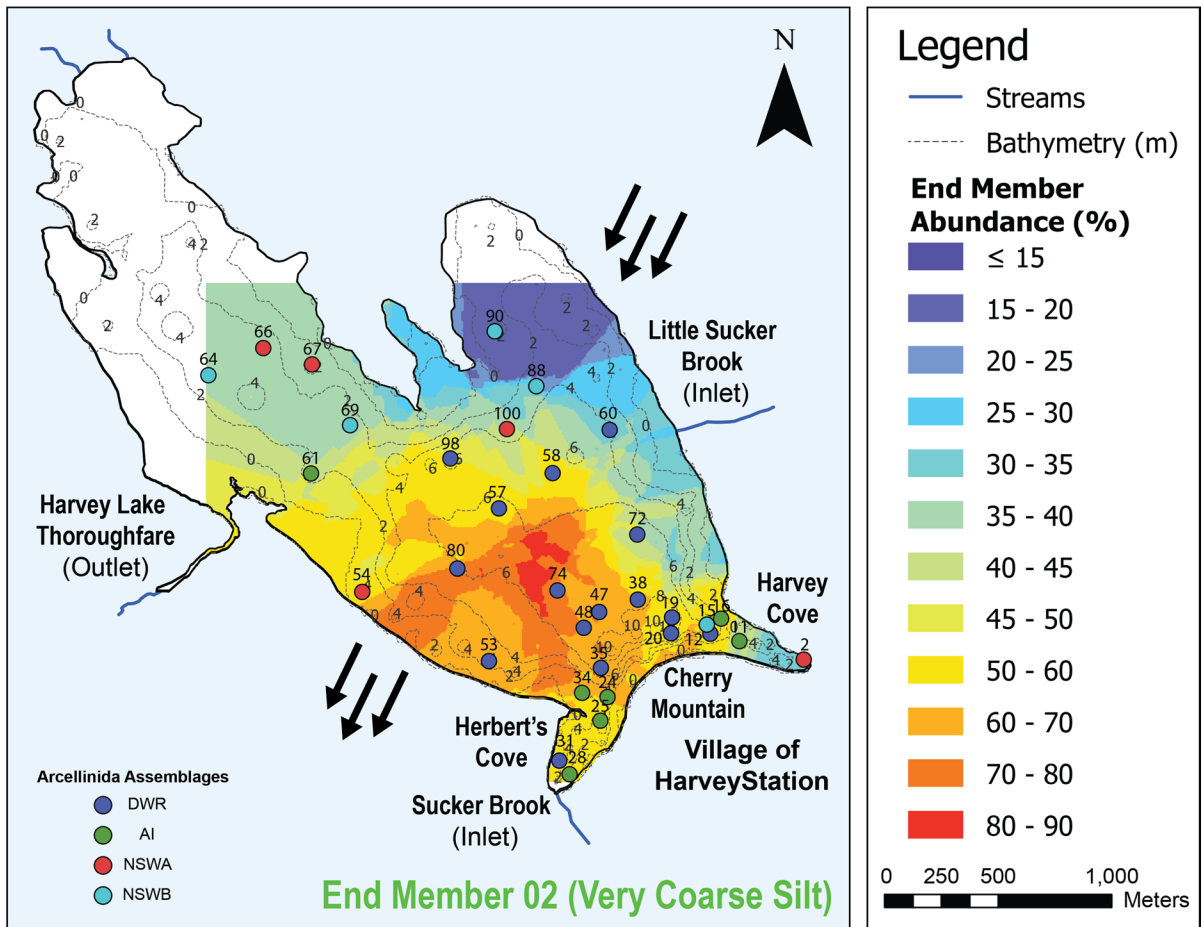 N
Legend
Streams
Bathymetry (m)
End Member
Abundance (%)
≤ 15
15 - 20
20 - 25
25 - 30
30 - 35
35 - 40
40 - 45
45 - 50
50 - 60
60 - 70
70 - 80
80 - 90
0 250 500 1,000
Meters
Little Sucker
Brook
(Inlet)
Harvey Lake
Thoroughfare
(Outlet)
Harvey
Cove
Cherry
Mountain
Herbert's
Cove
Village of
HarveyStation
Sucker Brook
(Inlet)
Arcellinida Assemblages
DWR
AI
NSWA
NSWB
End Member 02 (Very Coarse Silt)
90
66
67
64
88
69
100
60
98
61
58
57
72
80
54
74
38
47
48
19
15
16
20
12
11
2
53
35
34
24
25
31
28